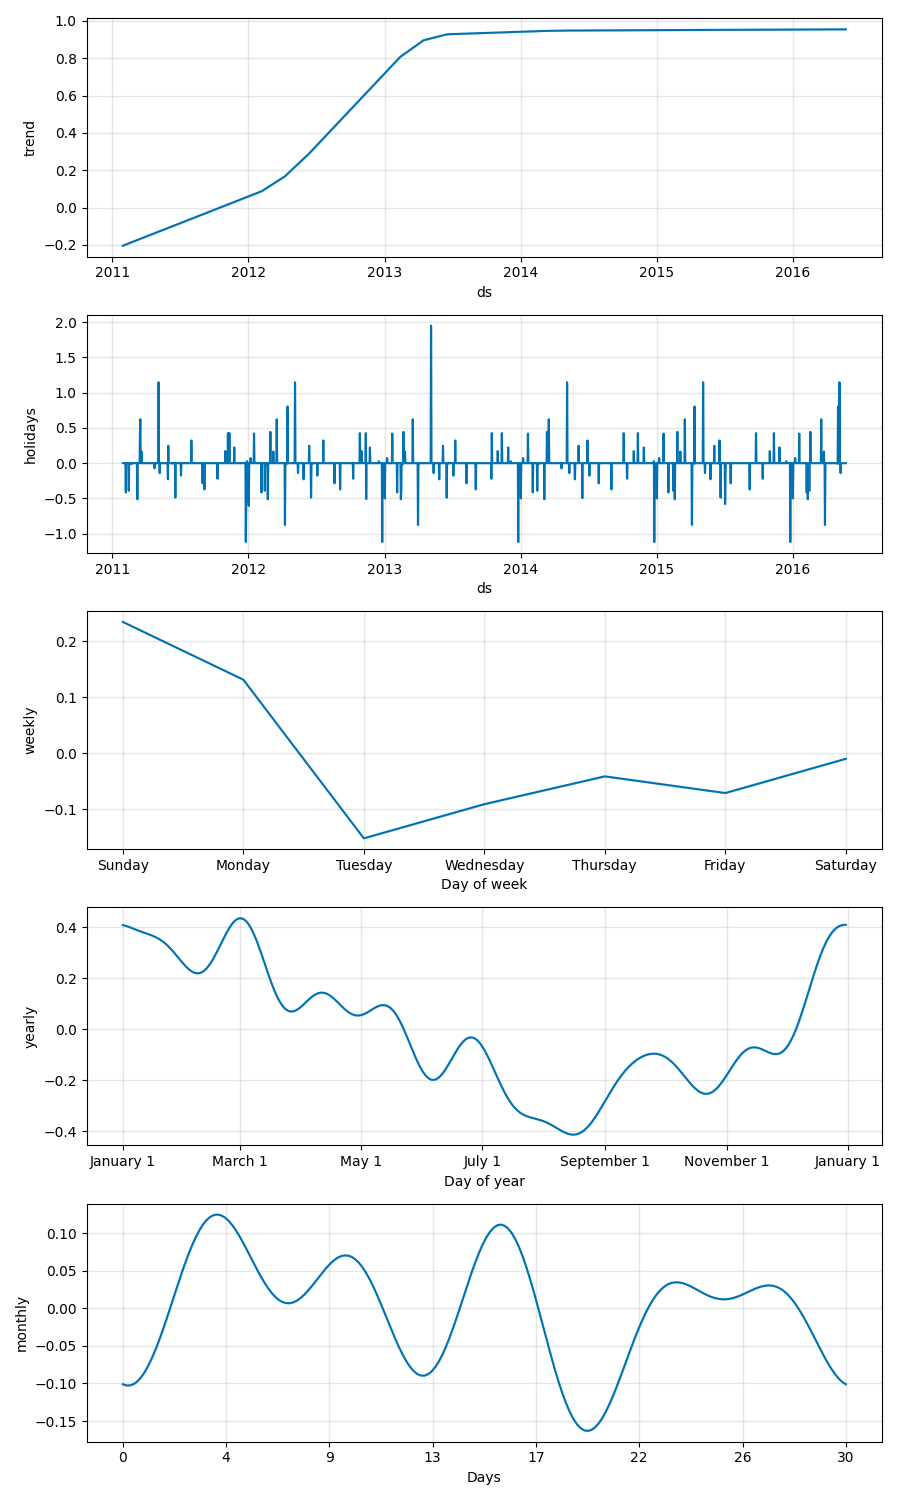 1.0
0.8
0.6
0.4
0.2
0.0
−0.2
trend
2011 2012 2013 2014 2015 2016
ds
2.0
1.5
1.0
0.5
0.0
−0.5
−1.0
holidays
2011 2012 2013 2014 2015 2016
ds
0.2
0.1
0.0
−0.1
weekly
Sunday Monday Tuesday Wednesday Thursday Friday Saturday
Day of week
0.4
0.2
0.0
−0.2
−0.4
yearly
January 1 March 1 May 1 July 1 September 1 November 1 January 1
Day of year
0.10
0.05
0.00
−0.05
−0.10
−0.15
monthly
0 4 9 13 17 22 26 30
Days